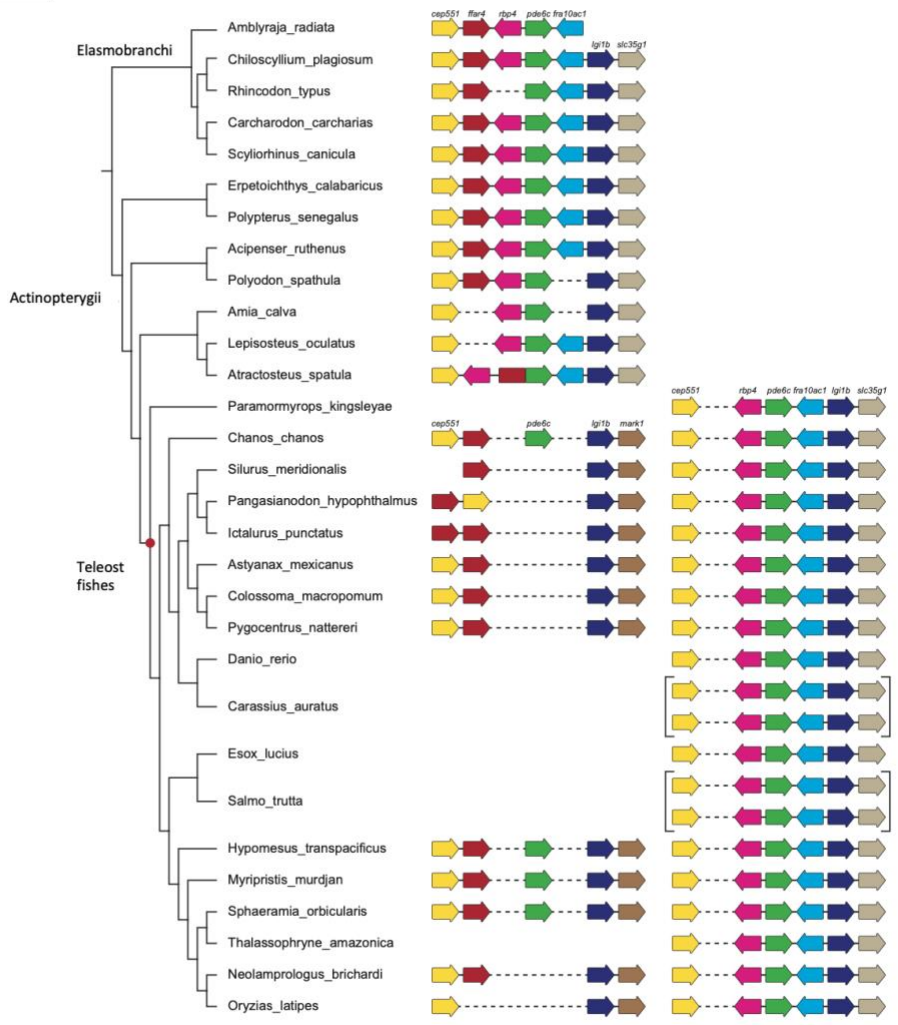 cep551 ffar4 rbp4 pde6c fra10ac1
Amblyraja_radiata
Elasmobranchi
lgi1b slc35g1
Chiloscyllium_plagiosum
Rhincodon_typus
Carcharodon_carcharias
Scyliorhinus_canicula
Erpetoichthys_calabaricus
Polypterus_senegalus
Acipenser_ruthenus
Polyodon_spathula
Actinopterygii
Amia_calva
Lepisosteus_oculatus
Atractosteus_spatula
cep551 rbp4 pde6c fra10ac1 lgi1b slc35g1
Paramormyrops_kingsleyae
cep551 pde6c lgi1b mark1
Chanos_chanos
Silurus_meridionalis
Pangasianodon_hypophthalmus
Ictalurus_punctatus
Teleost
fishes
Astyanax_mexicanus
Colossoma_macropomum
Pygocentrus_nattereri
Danio_rerio
Carassius_auratus
Esox_lucius
Salmo_trutta
Hypomesus_transpacificus
Myripristis_murdjan
Sphaeramia_orbicularis
Thalassophryne_amazonica
Neolamprologus_brichardi
Oryzias_latipes